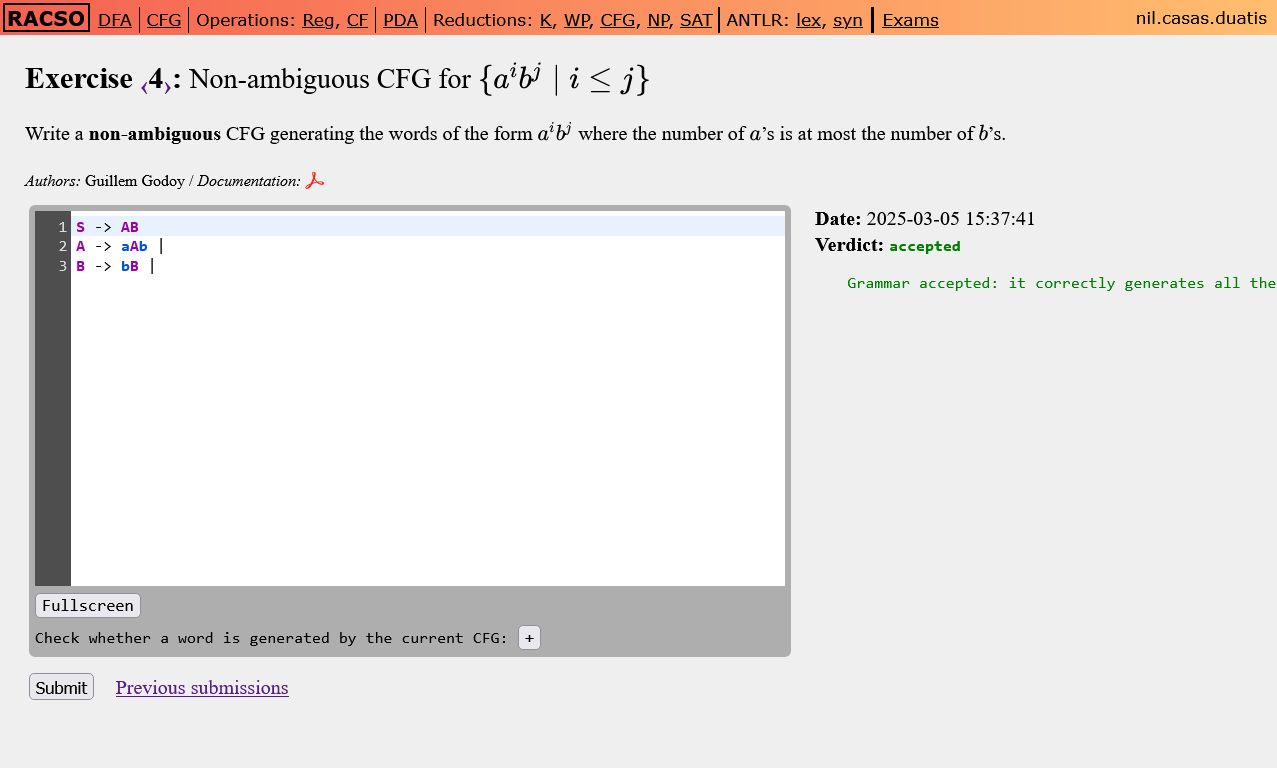 RACSO DFA CFG Operations: Reg, CF PDA Reductions: K, WP, CFG, NP, SAT ANTLR: lex, syn Exams nil.casas.duatis
Exercise ‹4›: Non-ambiguous CFG for {aⁱbʲ | i ≤ j}
Write a non-ambiguous CFG generating the words of the form aⁱbʲ where the number of a’s is at most the number of b’s.
Authors: Guillem Godoy / Documentation:
1 S -> AB
2 A -> aAb |
3 B -> bB |
Fullscreen
Check whether a word is generated by the current CFG: +
Submit Previous submissions
Date: 2025-03-05 15:37:41
Verdict: accepted
Grammar accepted: it correctly generates all the